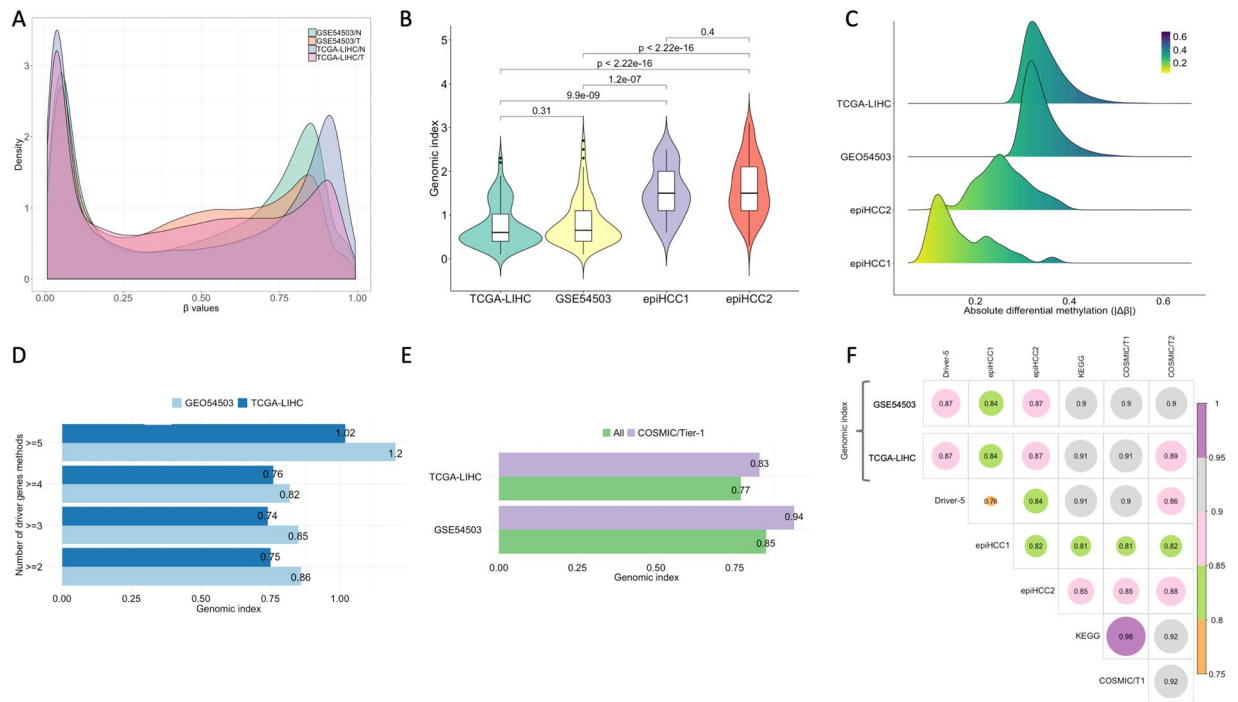 A
GSE54503/N
GSE54503/T
TCGA-LIHC/N
TCGA-LIHC/T
Density
3
2
1
0
0.00 0.25 0.50 0.75 1.00
β values
B
Genomic index
5
4
3
2
1
0
0.4
p < 2.22e-16
p < 2.22e-16
1.2e-07
9.9e-09
0.31
TCGA-LIHC GSE54503 epiHCC1 epiHCC2
C
0.6
0.4
0.2
TCGA-LIHC
GEO54503
epiHCC2
epiHCC1
0.2 0.4 0.6
Absolute differential methylation (|Δβ|)
D
GEO54503 TCGA-LIHC
Number of driver genes methods
>=5
1.02
1.2
>=4
0.76
0.82
>=3
0.74
0.85
>=2
0.75
0.86
0.00 0.25 0.50 0.75 1.00
Genomic index
E
All COSMIC/Tier-1
TCGA-LIHC
0.83
0.77
GSE54503
0.94
0.85
0.00 0.25 0.50 0.75
Genomic index
F
Driver-5 epiHCC1 epiHCC2 KEGG COSMIC/T1 COSMIC/T2
Genomic index
GSE54503 0.87 0.84 0.87 0.9 0.9 0.9
TCGA-LIHC 0.87 0.84 0.87 0.91 0.91 0.89
Driver-5 0.76 0.84 0.91 0.9 0.86
epiHCC1 0.82 0.81 0.81 0.82
epiHCC2 0.85 0.85 0.88
KEGG 0.98 0.92
COSMIC/T1 0.92
1
0.95
0.9
0.85
0.8
0.75